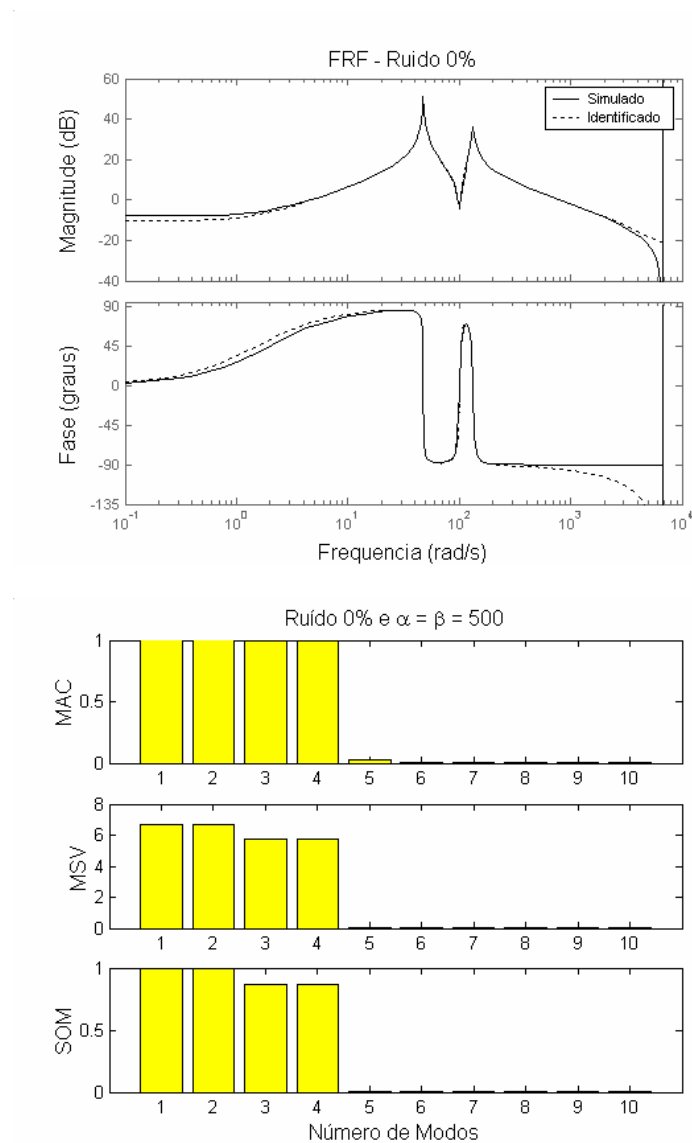 FRF - Ruido 0%
Magnitude (dB)
60
40
20
0
-20
-40
Simulado
Identificado
Fase (graus)
90
45
0
-45
-90
-135
10^-1
10^0
10^1
10^2
10^3
10^4
Frequencia (rad/s)
Ruído 0% e α = β = 500
MAC
1
0.5
0
1 2 3 4 5 6 7 8 9 10
MSV
8
6
4
2
0
1 2 3 4 5 6 7 8 9 10
SOM
1
0.5
0
1 2 3 4 5 6 7 8 9 10
Número de Modos